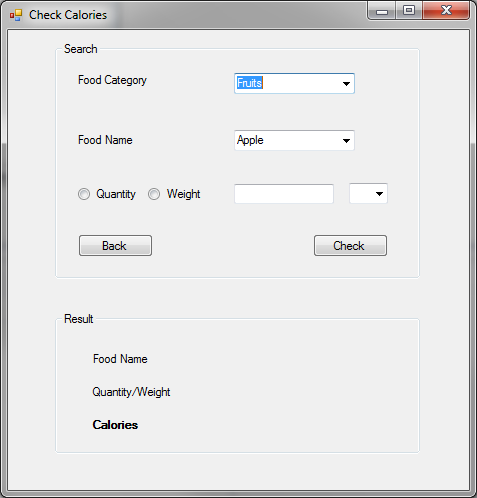 Check Calories
Search
Food Category Fruits
Food Name Apple
Quantity Weight
Back Check
Result
Food Name
Quantity/Weight
Calories